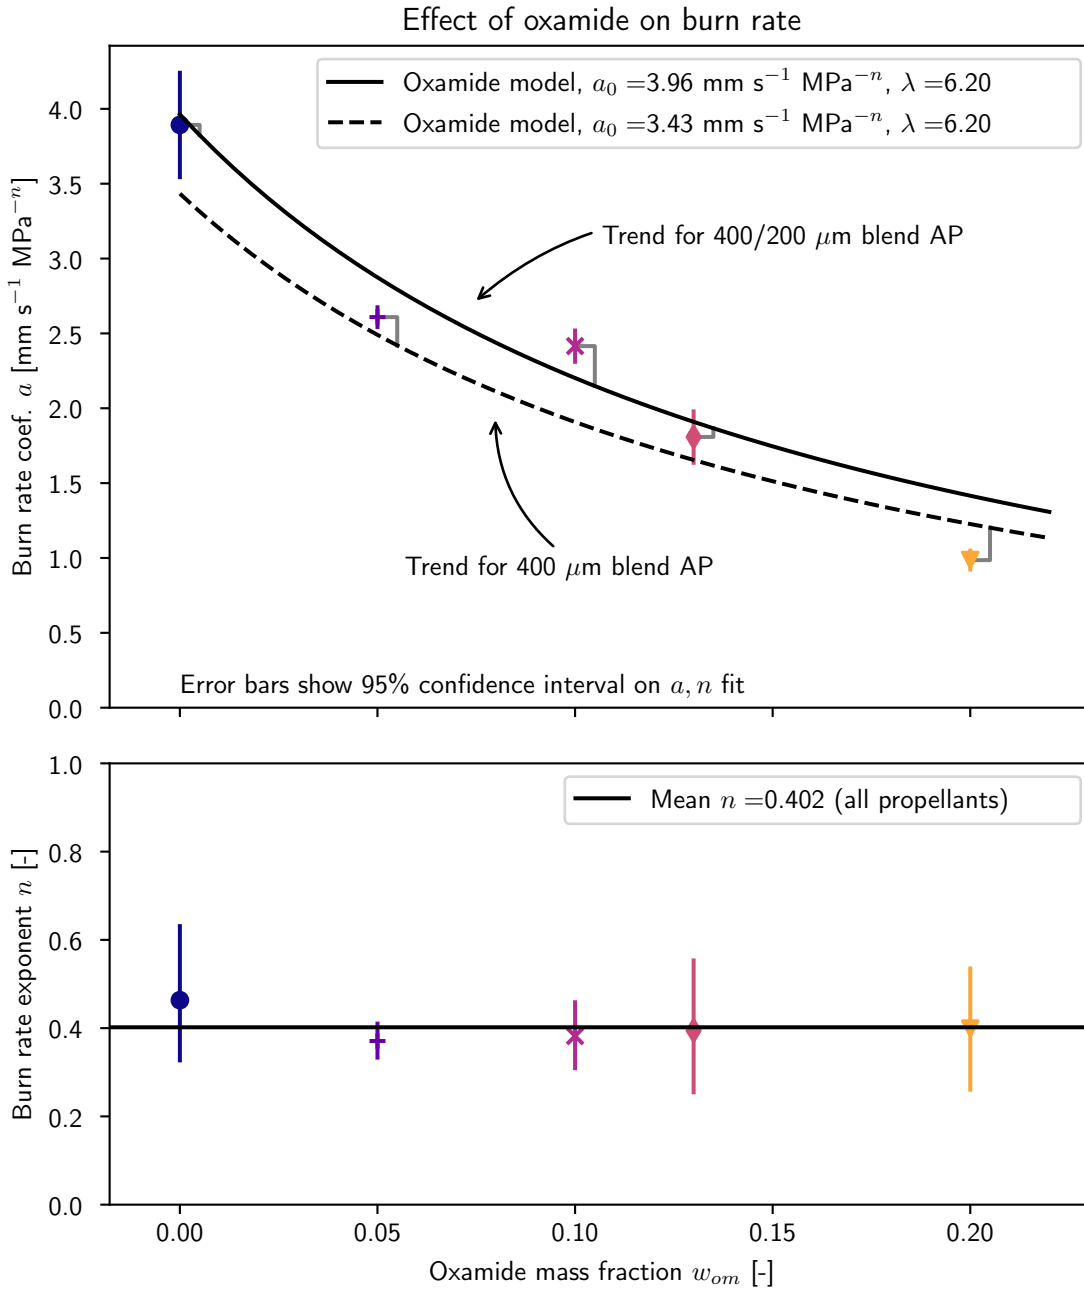 Effect of oxamide on burn rate
Oxamide model, a₀ =3.96 mm s⁻¹ MPa⁻ⁿ, λ =6.20
Oxamide model, a₀ =3.43 mm s⁻¹ MPa⁻ⁿ, λ =6.20
Burn rate coef. a [mm s⁻¹ MPa⁻ⁿ]
4.0
3.5
3.0
2.5
2.0
1.5
1.0
0.5
0.0
Trend for 400/200 μm blend AP
Trend for 400 μm blend AP
Error bars show 95% confidence interval on a, n fit
Mean n =0.402 (all propellants)
Burn rate exponent n [-]
1.0
0.8
0.6
0.4
0.2
0.0
0.00 0.05 0.10 0.15 0.20
Oxamide mass fraction wₒₘ [-]